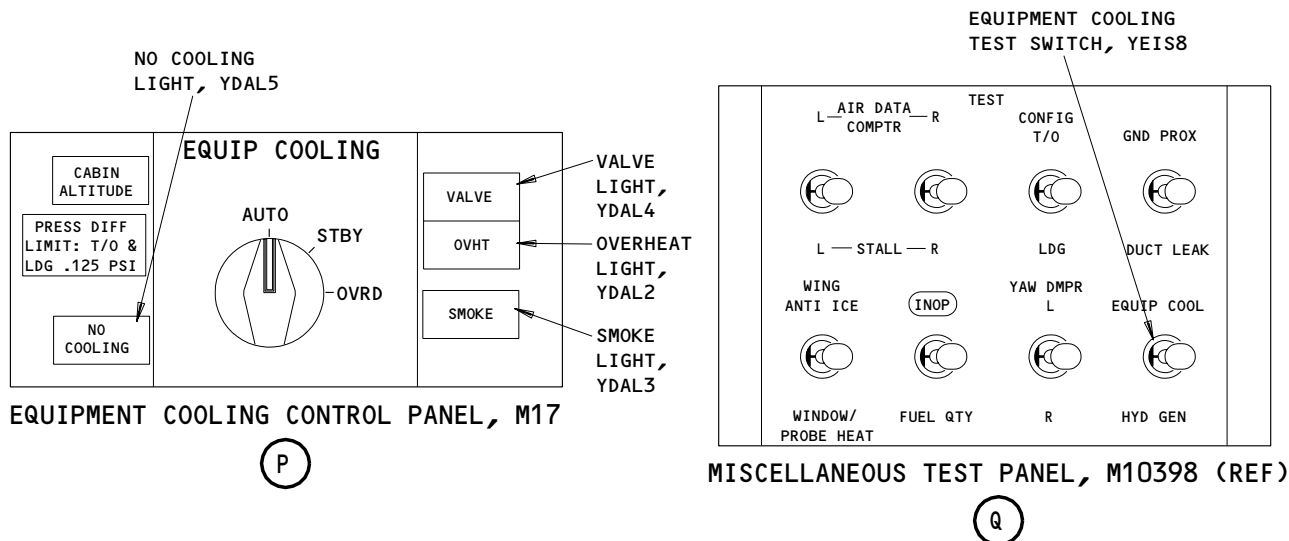 NO COOLING
LIGHT, YDAL5
EQUIP COOLING
CABIN
ALTITUDE
PRESS DIFF
LIMIT: T/O &
LDG .125 PSI
NO
COOLING
AUTO
STBY
OVRD
VALVE
OVHT
SMOKE
VALVE
LIGHT,
YDAL4
OVERHEAT
LIGHT,
YDAL2
SMOKE
LIGHT,
YDAL3
EQUIPMENT COOLING CONTROL PANEL, M17
P
EQUIPMENT COOLING
TEST SWITCH, YEIS8
TEST
L AIR DATA R
COMPTR
CONFIG
T/O
GND PROX
L STALL R
LDG
DUCT LEAK
WING
ANTI ICE
INOP
YAW DMPR
L
EQUIP COOL
WINDOW/
PROBE HEAT
FUEL QTY
R
HYD GEN
MISCELLANEOUS TEST PANEL, M10398 (REF)
Q